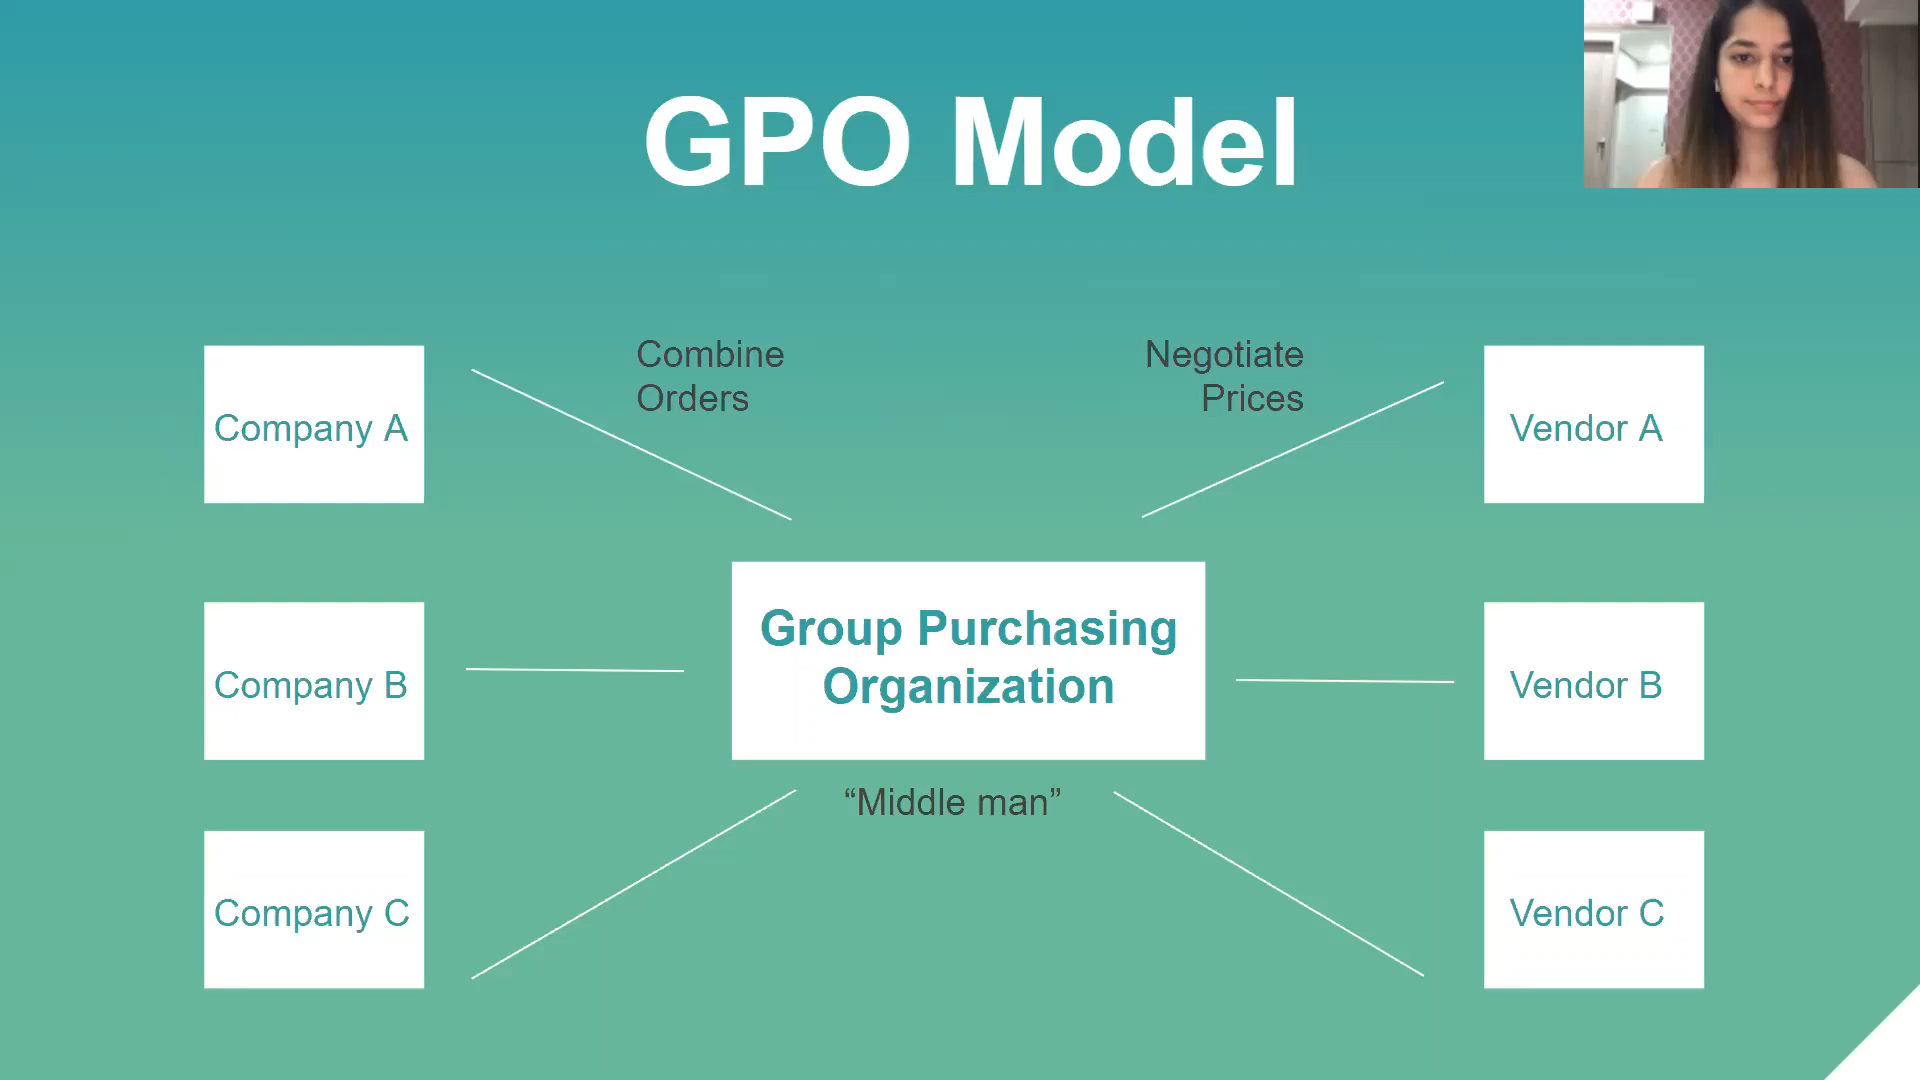 GPO Model
Combine
Orders
Negotiate
Prices
Company A
Vendor A
Group Purchasing
Organization
Company B
Vendor B
“Middle man”
Company C
Vendor C